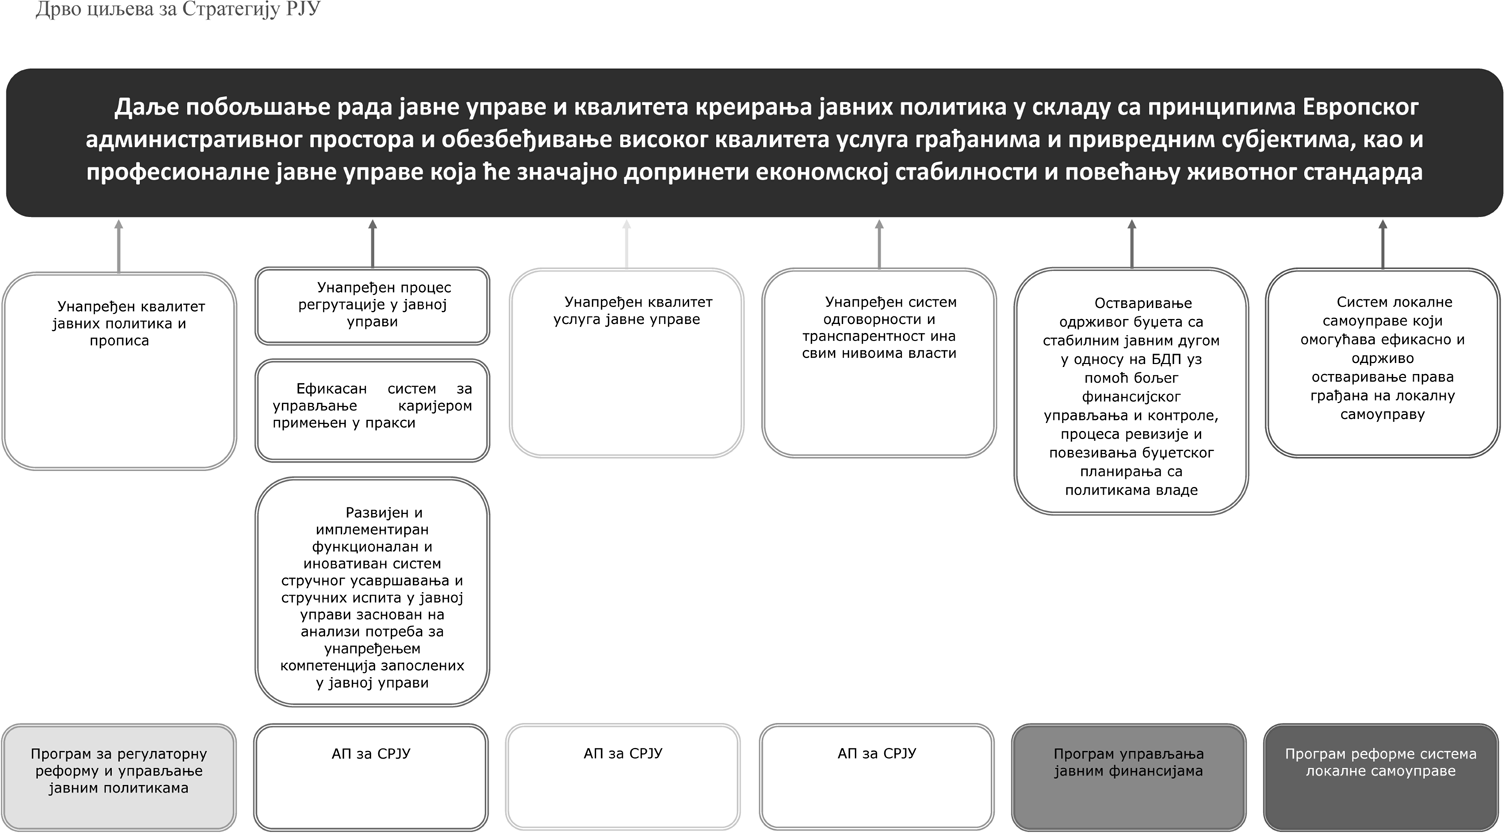 Дрво циљева за Стратегију РЈУ
Даље побољшање рада јавне управе и квалитета креирања јавних политика у складу са принципима Европског
административног простора и обезбеђивање високог квалитета услуга грађанима и привредним субјектима, као и
професионалне јавне управе која ће значајно допринети економској стабилности и повећању животног стандарда
Унапређен квалитет
јавних политика и
прописа
Унапређен процес
регрутације у јавној
управи
Ефикасан систем за
управљање каријером
примењен у пракси
Развијен и
имплементиран
функционалан и
иновативан систем
стручног усавршавања и
стручних испита у јавној
управи заснован на
анализи потреба за
унапређењем
компетенција запослених
у јавној управи
Унапређен квалитет
услуга јавне управе
Унапређен систем
одговорности и
транспарентност ина
свим нивоима власти
Остваривање
одрживог буџета са
стабилним јавним дугом
у односу на БДП уз
помоћ бољег
финансијског
управљања и контроле,
процеса ревизије и
повезивања буџетског
планирања са
политикама владе
Систем локалне
самоуправе који
омогућава ефикасно и
одрживо
остваривање права
грађана на локалну
самоуправу
Програм за регулаторну
реформу и управљање
јавним политикама
АП за СРЈУ
АП за СРЈУ
АП за СРЈУ
Програм управљања
јавним финансијама
Програм реформе система
локалне самоуправе